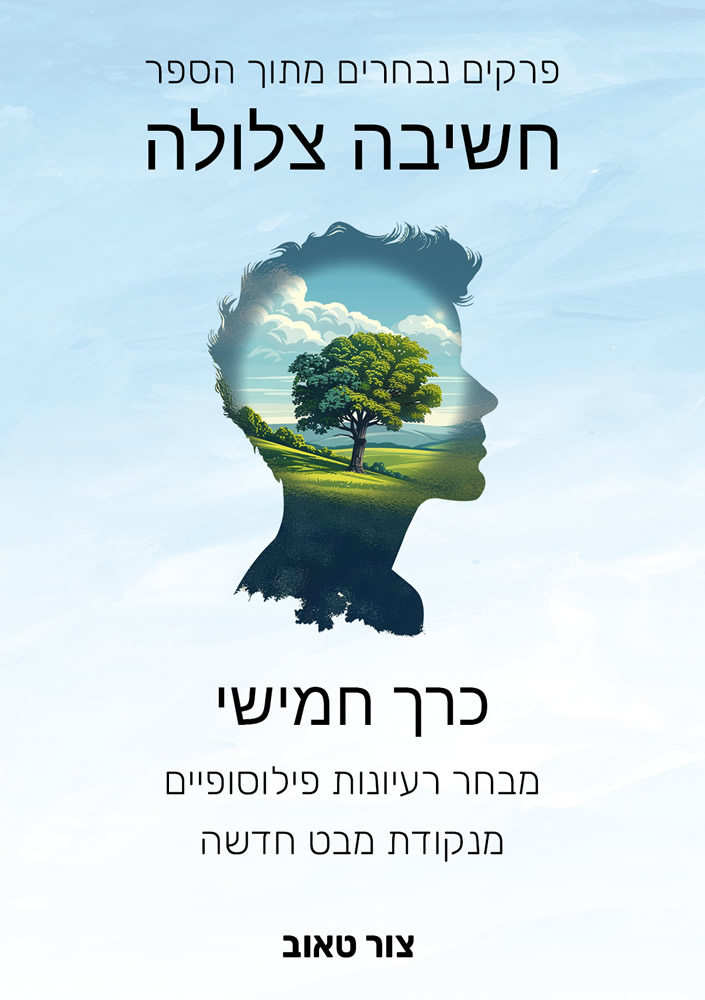 פרקים נבחרים מתוך הספר
חשיבה צלולה
כרך חמישי
מבחר רעיונות פילוסופיים
מנקודת מבט חדשה
צור טאוב